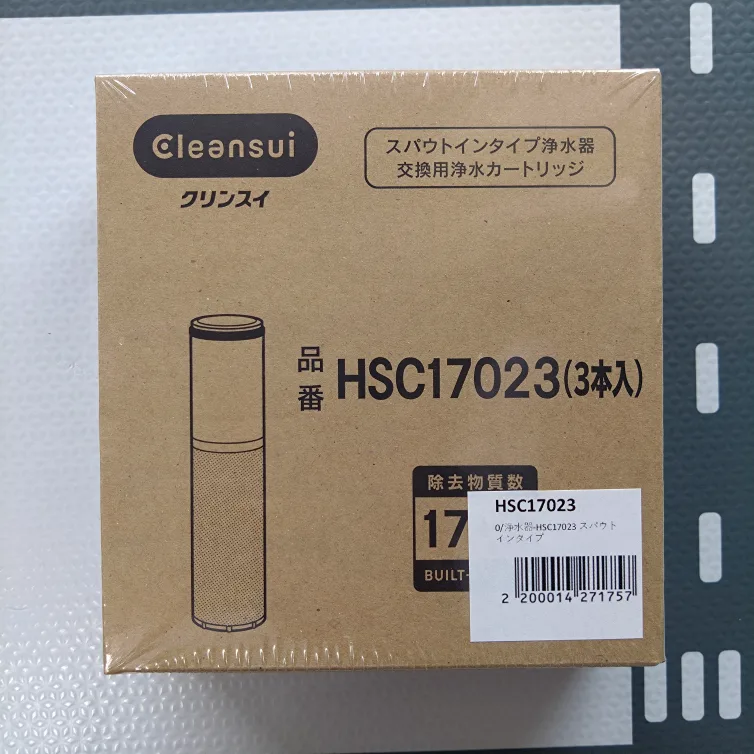 Cleansui
クリンスイ
スパウトインタイプ浄水器
交換用浄水カートリッジ
品番 HSC17023(3本入)
除去物質数
17
BUILT-
HSC17023
0/浄水器-HSC17023 スパウト
インタイプ
2 200014 271757